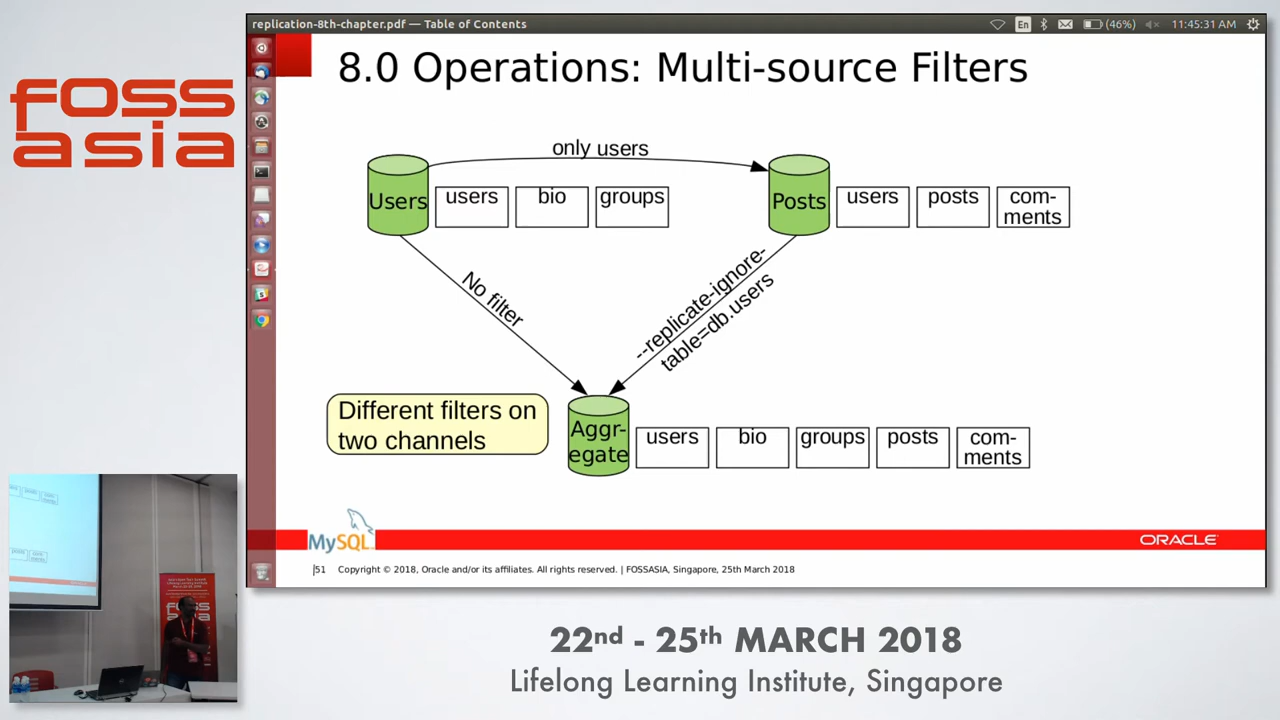 replication-8th-chapter.pdf — Table of Contents
En
(46%)
11:45:31 AM
foss
asia
8.0 Operations: Multi-source Filters
only users
Users
users
bio
groups
Posts
users
posts
com-
ments
No filter
--replicate-ignore-
table=db.users
Different filters on
two channels
Aggr-
egate
users
bio
groups
posts
com-
ments
MySQL
ORACLE
51 Copyright © 2018, Oracle and/or its affiliates. All rights reserved. | FOSSASIA, Singapore, 25th March 2018
foss
asia
22nd - 25th MARCH 2018
Lifelong Learning Institute, Singapore